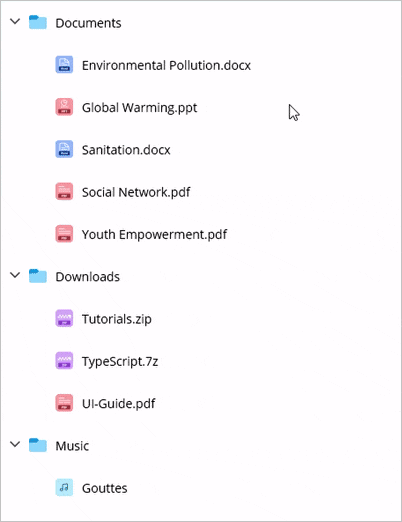 Documents
Environmental Pollution.docx
Global Warming.ppt
Sanitation.docx
Social Network.pdf
Youth Empowerment.pdf
Downloads
Tutorials.zip
TypeScript.7z
UI-Guide.pdf
Music
Gouttes